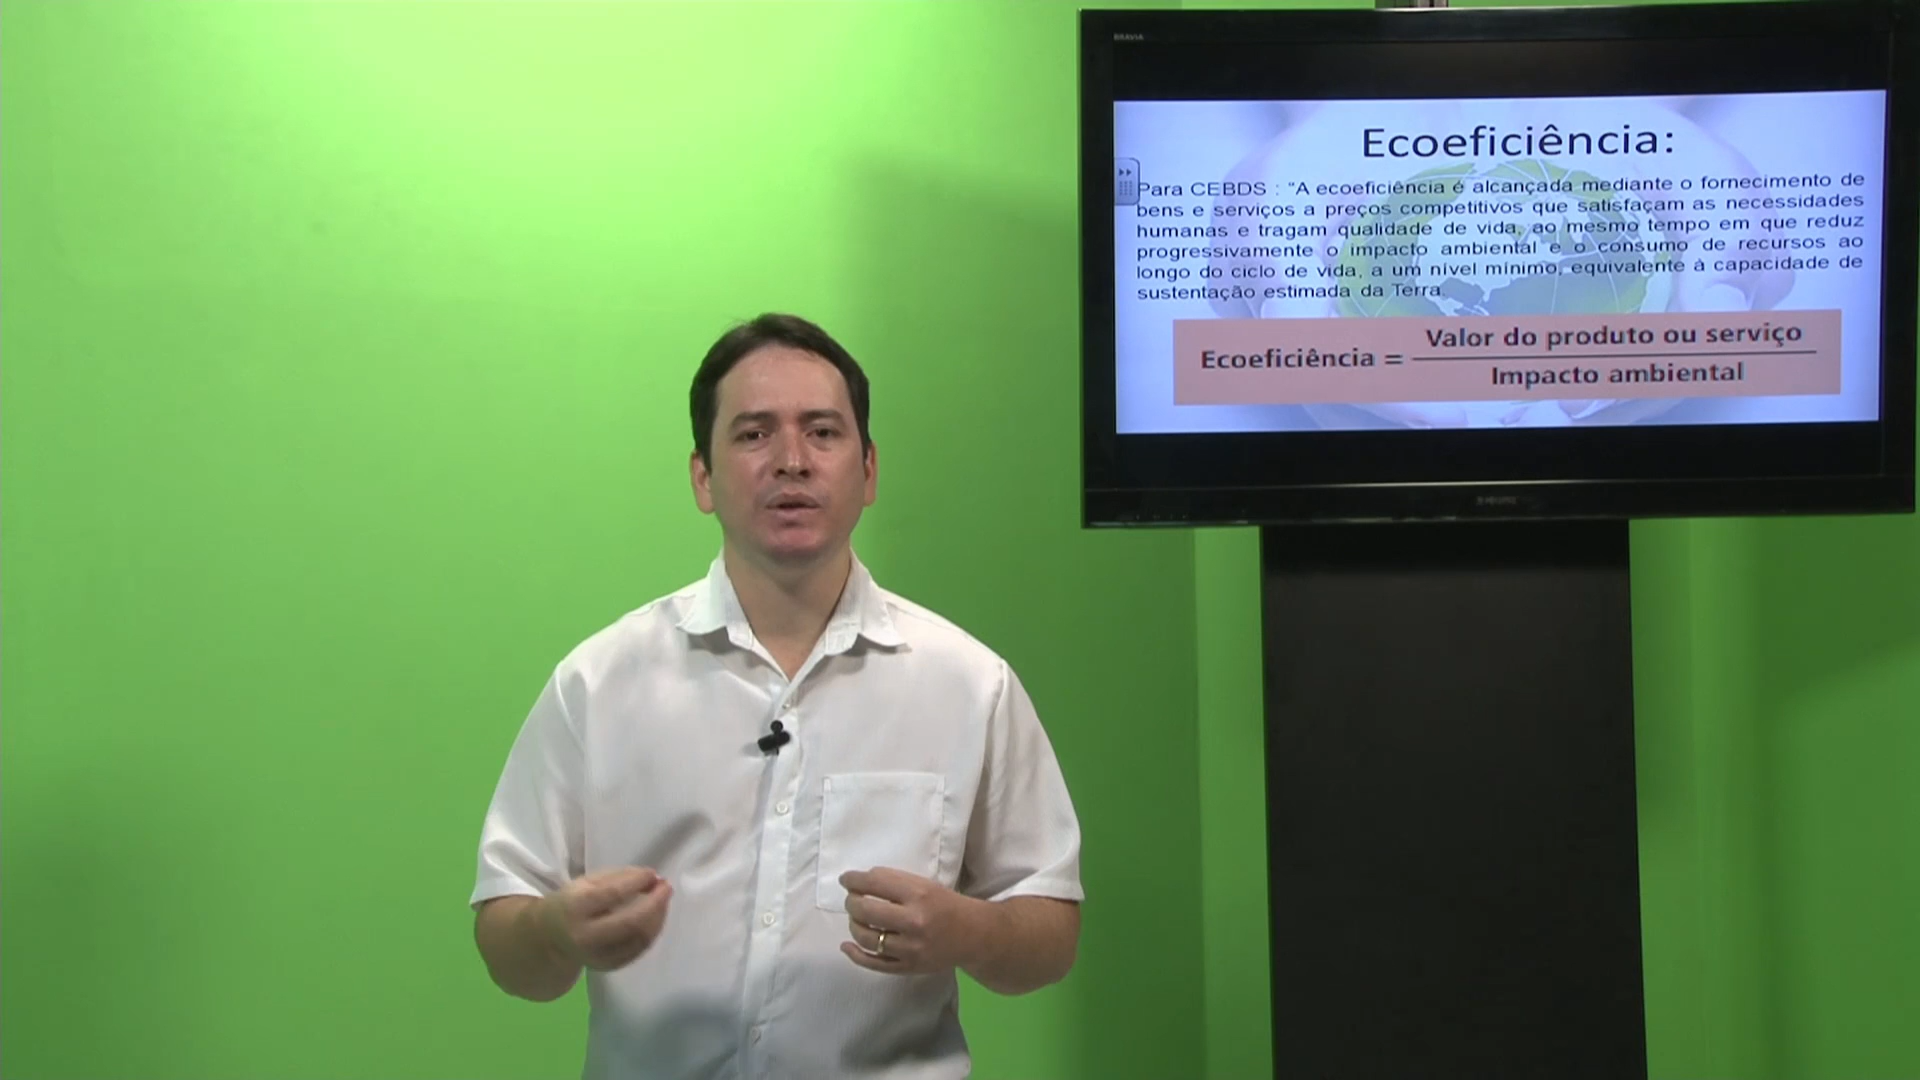 BRAVIA
Ecoeficiência:
Para CEBDS : "A ecoeficiência é alcançada mediante o fornecimento de
bens e serviços a preços competitivos que satisfaçam as necessidades
humanas e tragam qualidade de vida, ao mesmo tempo em que reduz
progressivamente o impacto ambiental e o consumo de recursos ao
longo do ciclo de vida, a um nível mínimo, equivalente à capacidade de
sustentação estimada da Terra.
Ecoeficiência = Valor do produto ou serviço
Impacto ambiental